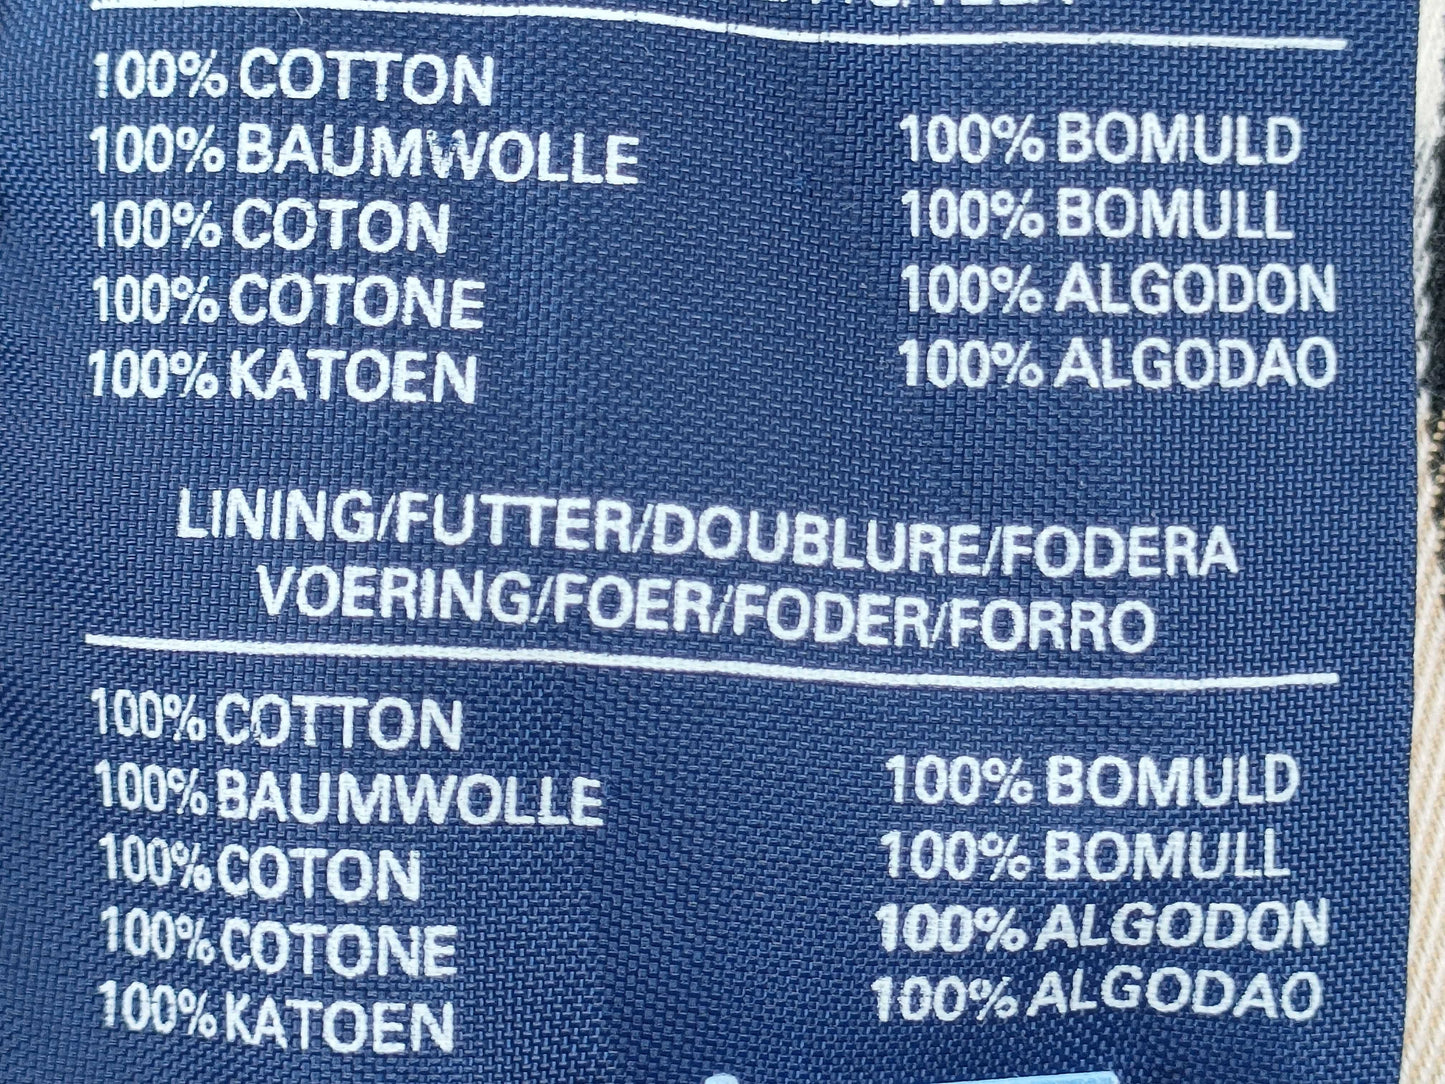 100% COTTON
100% BAUMWOLLE
100% COTON
100% COTONE
100% KATOEN
100% BOMULD
100% BOMULL
100% ALGODON
100% ALGODAO
LINING/FUTTER/DOUBLURE/FODERA
VOERING/FOER/FODER/FORRO
100% COTTON
100% BAUMWOLLE
100% COTON
100% COTONE
100% KATOEN
100% BOMULD
100% BOMULL
100% ALGODON
100% ALGODAO